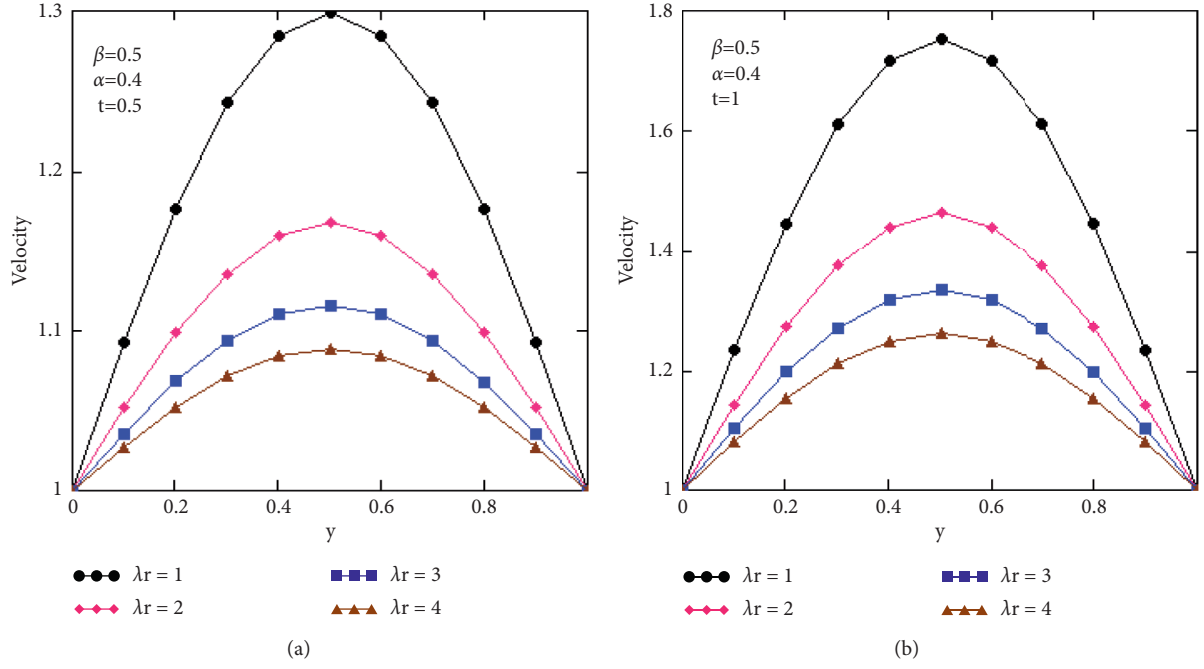 1.3
1.2
1.1
1
Velocity
β=0.5
α=0.4
t=0.5
0 0.2 0.4 0.6 0.8
y
λr = 1 λr = 3
λr = 2 λr = 4
(a)
1.8
1.6
1.4
1.2
1
Velocity
β=0.5
α=0.4
t=1
0 0.2 0.4 0.6 0.8
y
λr = 1 λr = 3
λr = 2 λr = 4
(b)